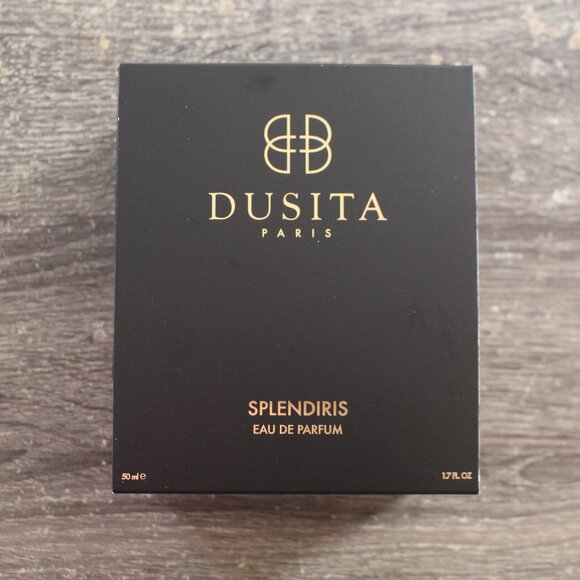 DUSITA
PARIS
SPLENDIRIS
EAU DE PARFUM
50 ml e
1.7 FL. OZ